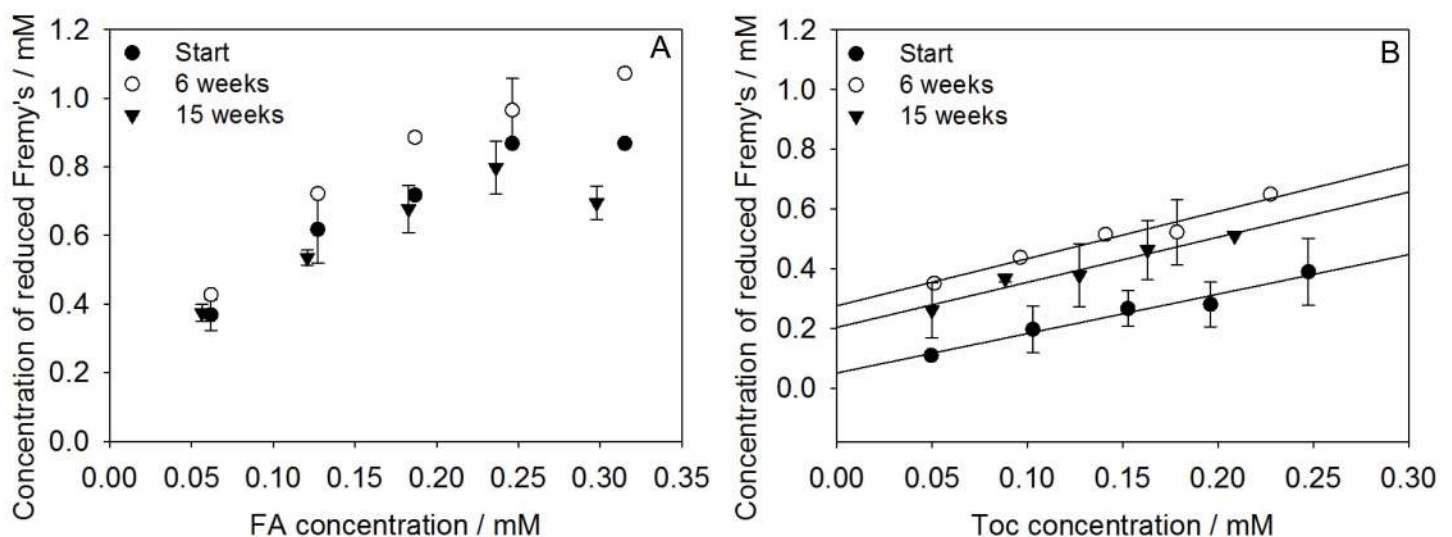 Concentration of reduced Fremy's / mM
1.2
1.0
0.8
0.6
0.4
0.2
0.0
Start
6 weeks
15 weeks
A
0.00 0.05 0.10 0.15 0.20 0.25 0.30 0.35
FA concentration / mM
Concentration of reduced Fremy's / mM
1.2
1.0
0.8
0.6
0.4
0.2
0.0
Start
6 weeks
15 weeks
B
0.00 0.05 0.10 0.15 0.20 0.25 0.30
Toc concentration / mM